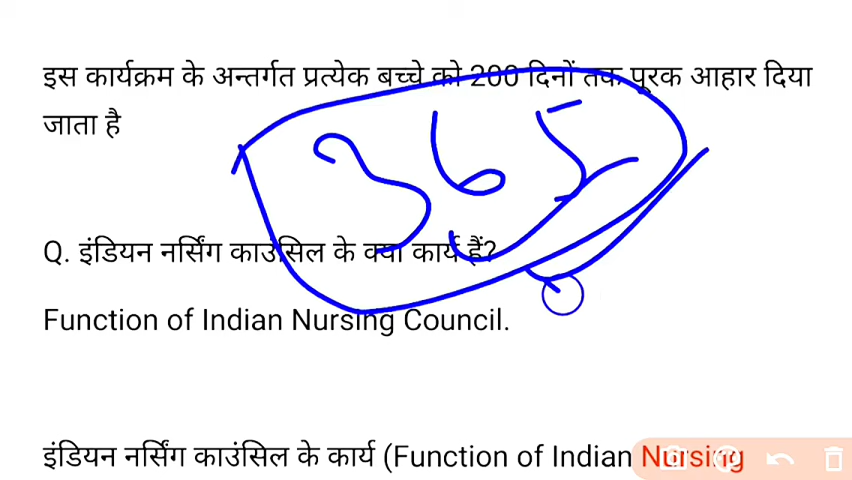 इस कार्यक्रम के अन्तर्गत प्रत्येक बच्चे को 200 दिनों तक पूरक आहार दिया
जाता है
365
Q. इंडियन नर्सिंग काउंसिल के क्या कार्य हैं?
Function of Indian Nursing Council.
इंडियन नर्सिंग काउंसिल के कार्य (Function of Indian Nursing